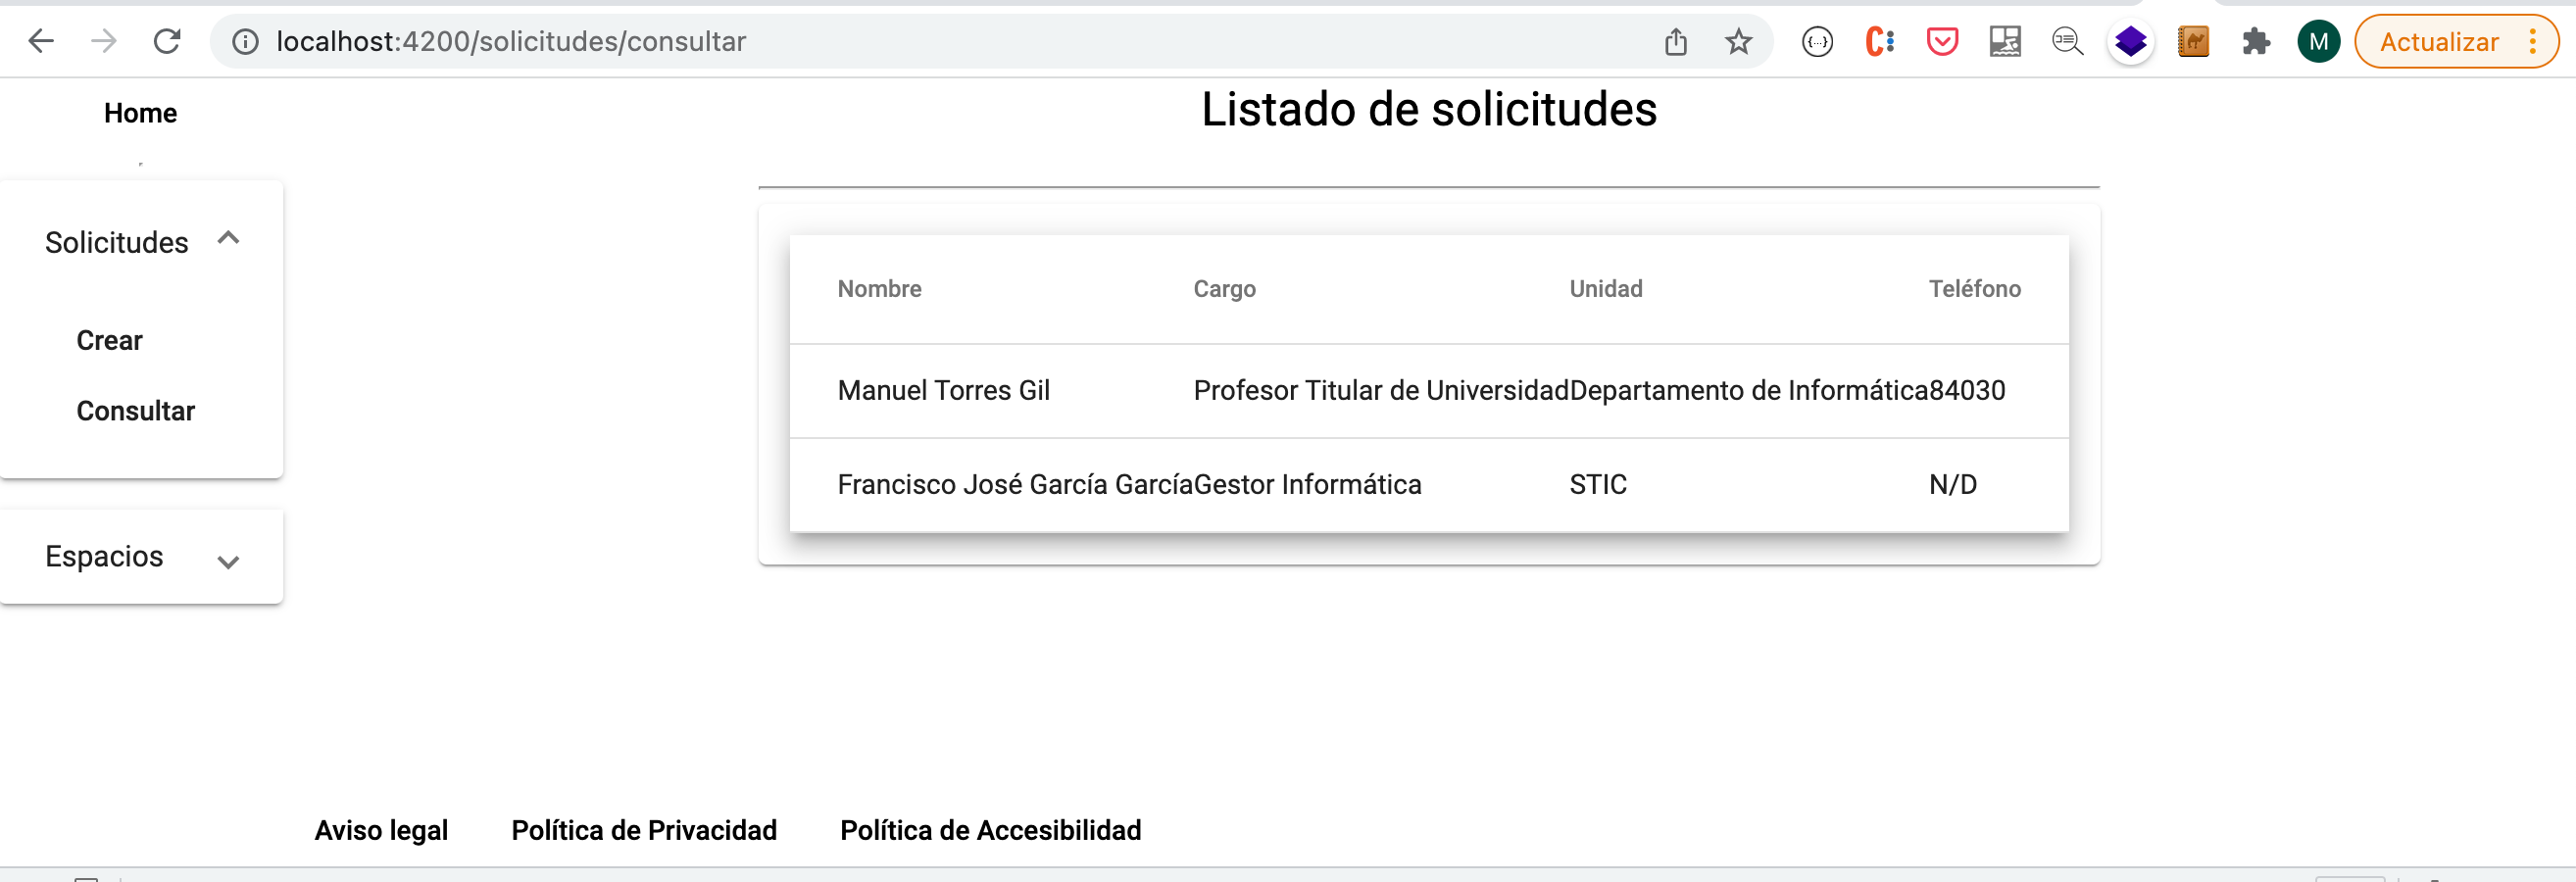 localhost:4200/solicitudes/consultar
M
Actualizar
Home
Listado de solicitudes
Solicitudes
Crear
Consultar
Espacios
Nombre Cargo Unidad Teléfono
Manuel Torres Gil Profesor Titular de Universidad Departamento de Informática 84030
Francisco José García García Gestor Informática STIC N/D
Aviso legal Política de Privacidad Política de Accesibilidad